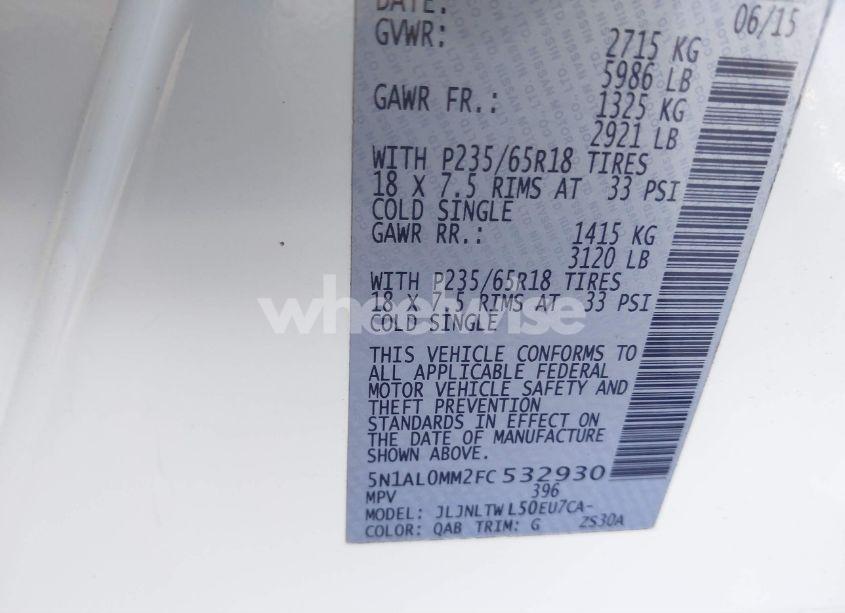 DATE: 06/15
GVWR: 2715 KG
5986 LB
GAWR FR.: 1325 KG
2921 LB
WITH P235/65R18 TIRES
18 X 7.5 RIMS AT 33 PSI
COLD SINGLE
GAWR RR.: 1415 KG
3120 LB
WITH P235/65R18 TIRES
18 X 7.5 RIMS AT 33 PSI
COLD SINGLE
wheelwise
THIS VEHICLE CONFORMS TO
ALL APPLICABLE FEDERAL
MOTOR VEHICLE SAFETY AND
THEFT PREVENTION
STANDARDS IN EFFECT ON
THE DATE OF MANUFACTURE
SHOWN ABOVE.
5N1AL0MM2FC 532930
MPV 396
MODEL: JLJNLTWL50EU7CA-
COLOR: QAB TRIM: G ZS30A